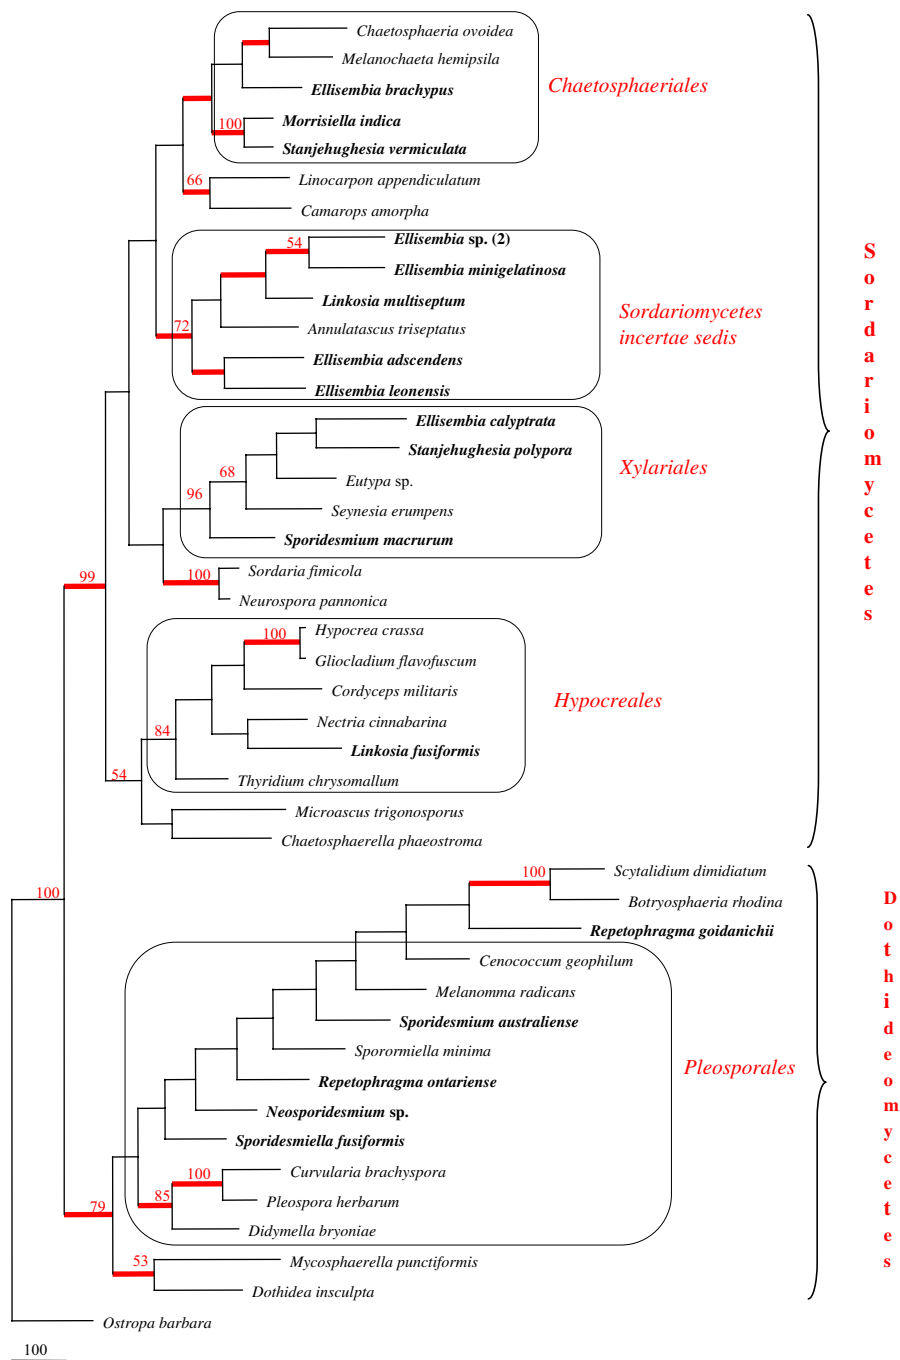 Chaetosphaeria ovoidea
Melanochaeta hemipsila
Ellisembia brachypus
Chaetosphaeriales
100
Morrisiella indica
Stanjehughesia vermiculata
66
Linocarpon appendiculatum
Camarops amorpha
54
Ellisembia sp. (2)
Ellisembia minigelatinosa
Linkosia multiseptum
72
Annulatascus triseptatus
Sordariomycetes
incertae sedis
Ellisembia adscendens
Ellisembia leonensis
Ellisembia calyptrata
Stanjehughesia polypora
68
Xylariales
Eutypa sp.
96
Seynesia erumpens
Sporidesmium macrurum
99
100
Sordaria fimicola
Neurospora pannonica
Sordariomycetes
100
Hypocrea crassa
Gliocladium flavofuscum
Cordyceps militaris
Hypocreales
Nectria cinnabarina
84
Linkosia fusiformis
54
Thyridium chrysomallum
Microascus trigonosporus
Chaetosphaerella phaeostroma
100
100
Scytalidium dimidiatum
Botryosphaeria rhodina
Repetophragma goidanichii
Cenococcum geophilum
Melanomma radicans
Sporidesmium australiense
Sporormiella minima
Pleosporales
Repetophragma ontariense
Neosporidesmium sp.
Sporidesmiella fusiformis
100
Curvularia brachyspora
85
Pleospora herbarum
79
Didymella bryoniae
53
Mycosphaerella punctiformis
Dothidea insculpta
Dothideomycetes
Ostropa barbara
100